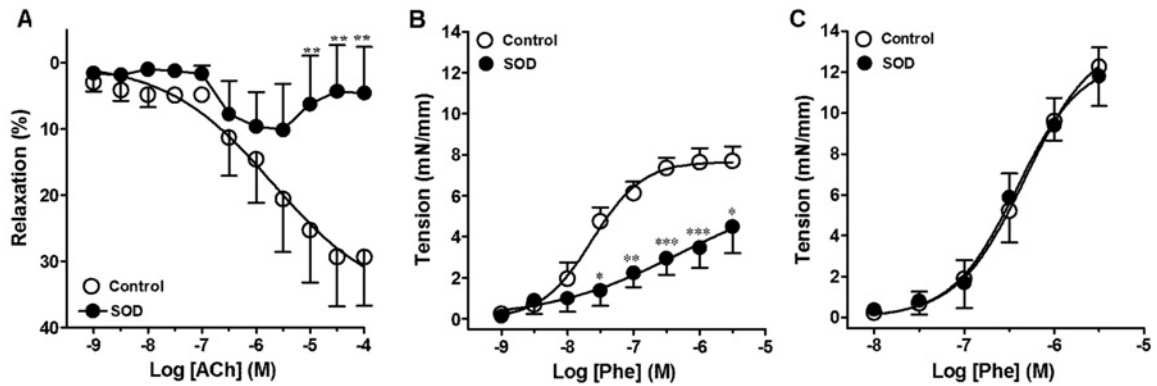 A
B
C
Relaxation (%)
0
10
20
30
40
** ** **
Control
SOD
-9 -8 -7 -6 -5 -4
Log [ACh] (M)
Tension (mN/mm)
14
12
10
8
6
4
2
0
Control
SOD
* ** *** *** *
-9 -8 -7 -6 -5
Log [Phe] (M)
Tension (mN/mm)
14
12
10
8
6
4
2
0
Control
SOD
-8 -7 -6 -5
Log [Phe] (M)